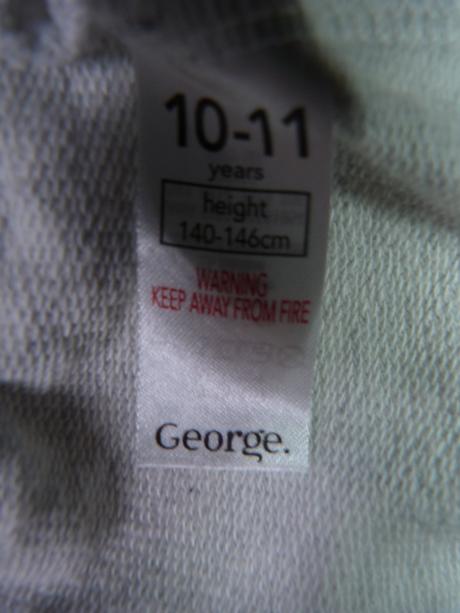 10-11
years
height
140-146cm
WARNING
KEEP AWAY FROM FIRE
George.